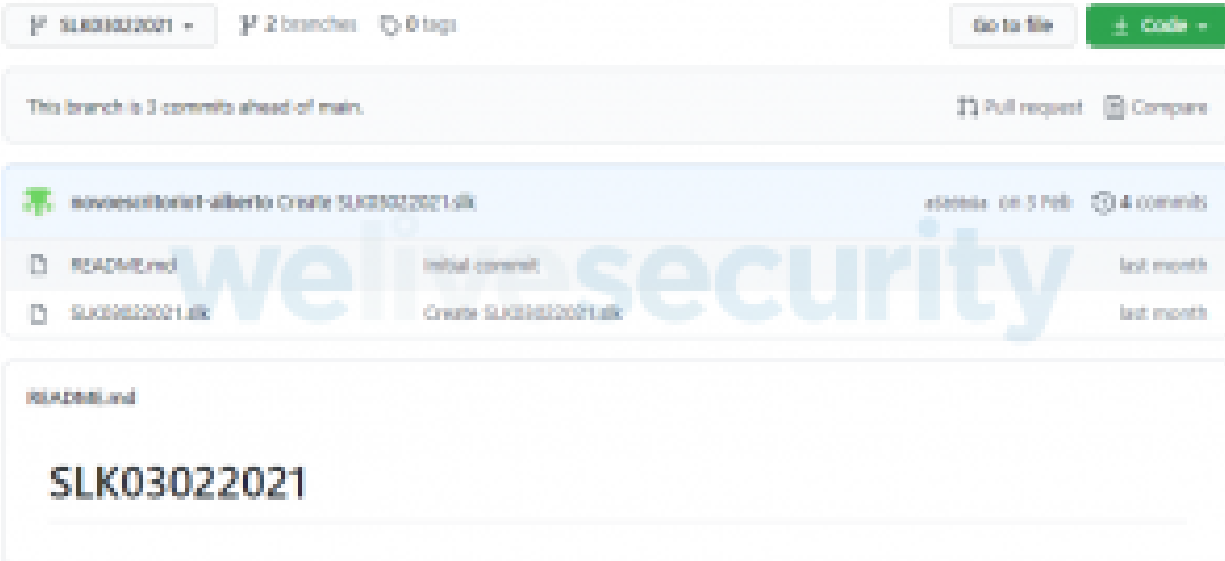 SLK03022021
2 branches
0 tags
Go to file
Code
This branch is 3 commits ahead of main.
Pull request
Compare
Create SLK03022021.slk
on 3 Feb
4 commits
README.md
Initial commit
last month
SLK03022021.slk
Create SLK03022021.slk
last month
welivesecurity
README.md
SLK03022021